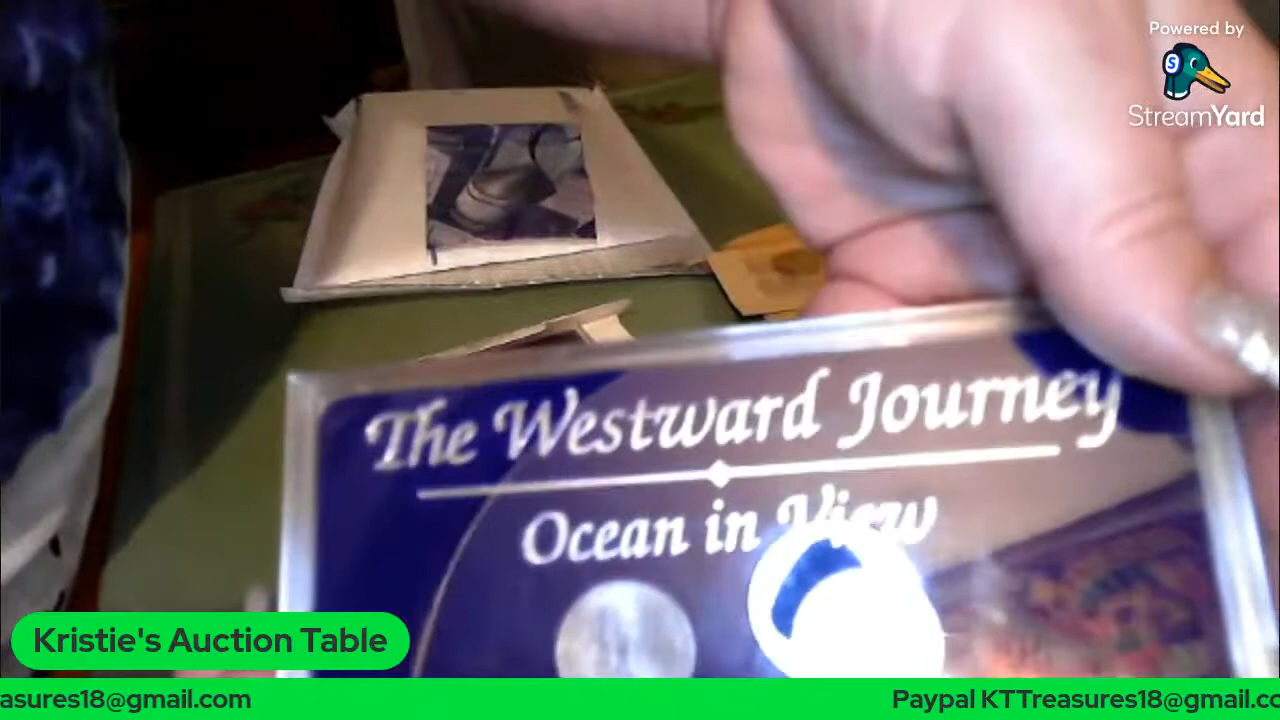 Powered by
StreamYard
The Westward Journey
Ocean in View
Kristie's Auction Table
asures18@gmail.com
Paypal KTTreasures18@gmail.co